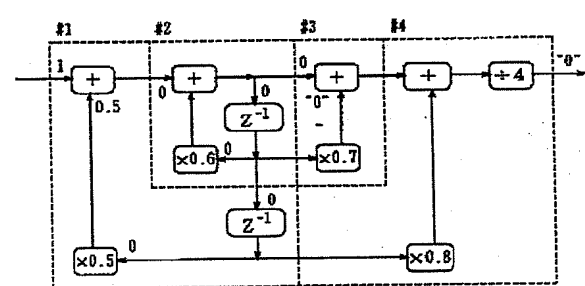 #1 #2 #3 #4
1 + + 0 + + ÷4 "0"
0.5 0 0 "0"
Z⁻¹
-
×0.6 0 ×0.7
0
Z⁻¹
×0.5 0 ×0.8